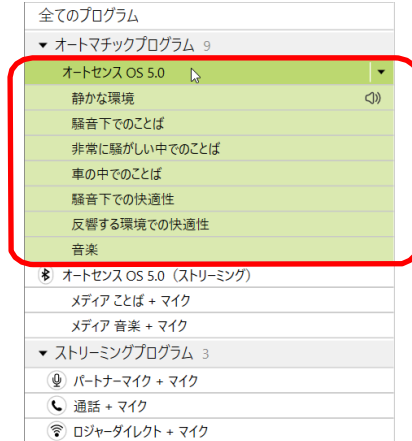 全てのプログラム
オートマチックプログラム 9
オートセンス OS 5.0
静かな環境
騒音下でのことば
非常に騒がしい中でのことば
車の中でのことば
騒音下での快適性
反響する環境での快適性
音楽
オートセンス OS 5.0（ストリーミング）
メディア ことば + マイク
メディア 音楽 + マイク
ストリーミングプログラム 3
パートナーマイク + マイク
通話 + マイク
ロジャーダイレクト + マイク